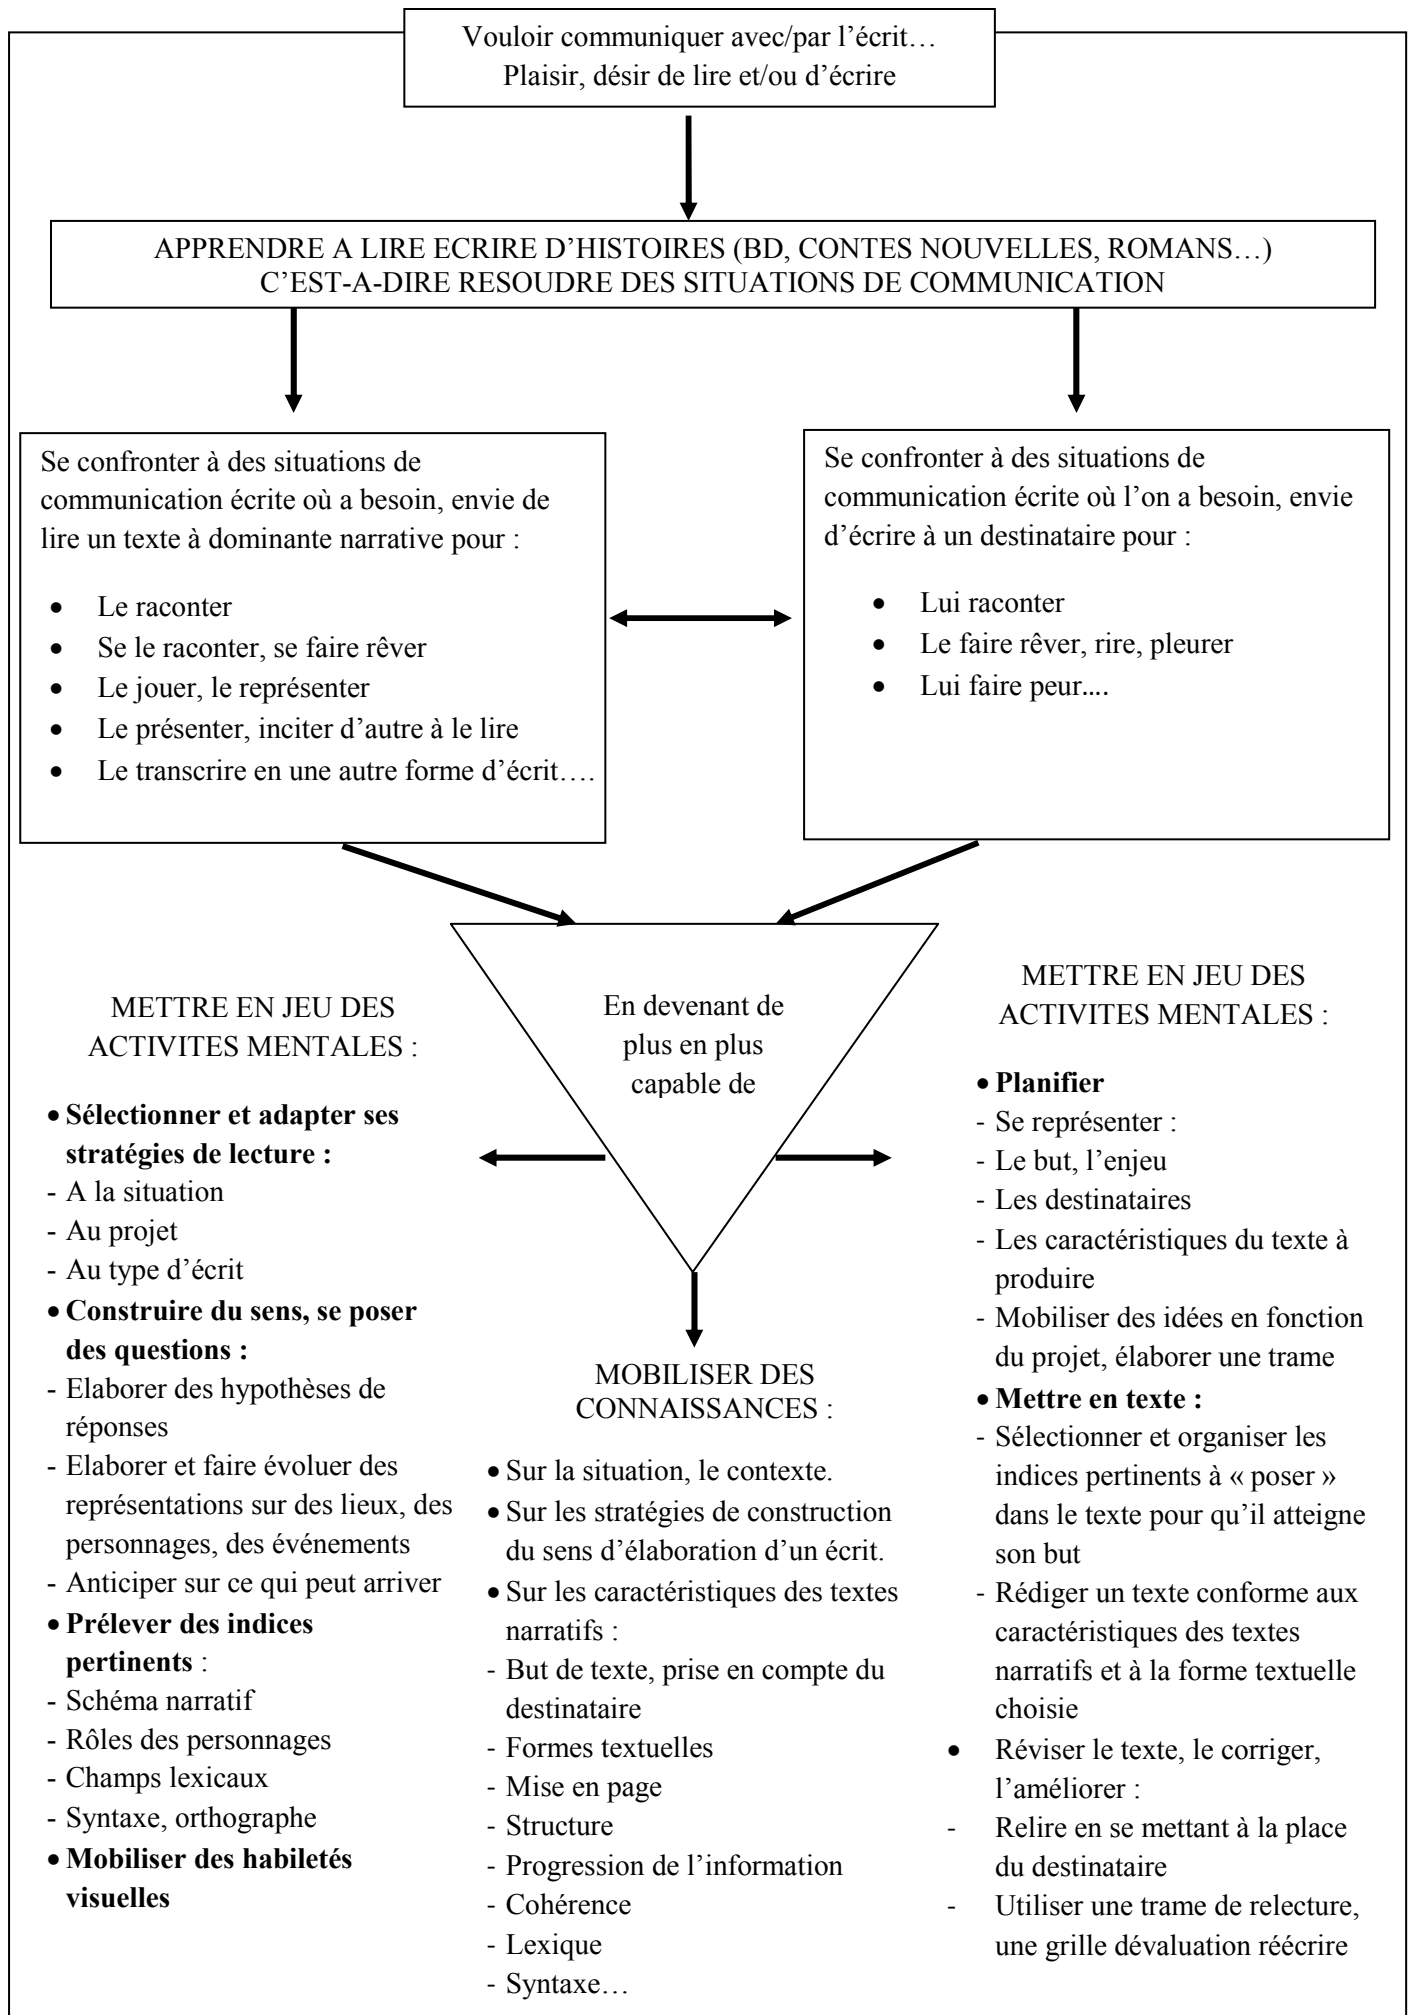 Vouloir communiquer avec/par l’écrit…
Plaisir, désir de lire et/ou d’écrire
APPRENDRE A LIRE ECRIRE D’HISTOIRES (BD, CONTES NOUVELLES, ROMANS…)
C’EST-A-DIRE RESOUDRE DES SITUATIONS DE COMMUNICATION
Se confronter à des situations de
communication écrite où a besoin, envie de
lire un texte à dominante narrative pour :
• Le raconter
• Se le raconter, se faire rêver
• Le jouer, le représenter
• Le présenter, inciter d’autre à le lire
• Le transcrire en une autre forme d’écrit….
Se confronter à des situations de
communication écrite où l’on a besoin, envie
d’écrire à un destinataire pour :
• Lui raconter
• Le faire rêver, rire, pleurer
• Lui faire peur….
En devenant de
plus en plus
capable de
METTRE EN JEU DES
ACTIVITES MENTALES :
• Sélectionner et adapter ses
stratégies de lecture :
- A la situation
- Au projet
- Au type d’écrit
• Construire du sens, se poser
des questions :
- Elaborer des hypothèses de
réponses
- Elaborer et faire évoluer des
représentations sur des lieux, des
personnages, des événements
- Anticiper sur ce qui peut arriver
• Prélever des indices
pertinents :
- Schéma narratif
- Rôles des personnages
- Champs lexicaux
- Syntaxe, orthographe
• Mobiliser des habiletés
visuelles
MOBILISER DES
CONNAISSANCES :
• Sur la situation, le contexte.
• Sur les stratégies de construction
du sens d’élaboration d’un écrit.
• Sur les caractéristiques des textes
narratifs :
- But de texte, prise en compte du
destinataire
- Formes textuelles
- Mise en page
- Structure
- Progression de l’information
- Cohérence
- Lexique
- Syntaxe…
METTRE EN JEU DES
ACTIVITES MENTALES :
• Planifier
- Se représenter :
- Le but, l’enjeu
- Les destinataires
- Les caractéristiques du texte à
produire
- Mobiliser des idées en fonction
du projet, élaborer une trame
• Mettre en texte :
- Sélectionner et organiser les
indices pertinents à « poser »
dans le texte pour qu’il atteigne
son but
- Rédiger un texte conforme aux
caractéristiques des textes
narratifs et à la forme textuelle
choisie
• Réviser le texte, le corriger,
l’améliorer :
- Relire en se mettant à la place
du destinataire
- Utiliser une trame de relecture,
une grille dévaluation réécrire